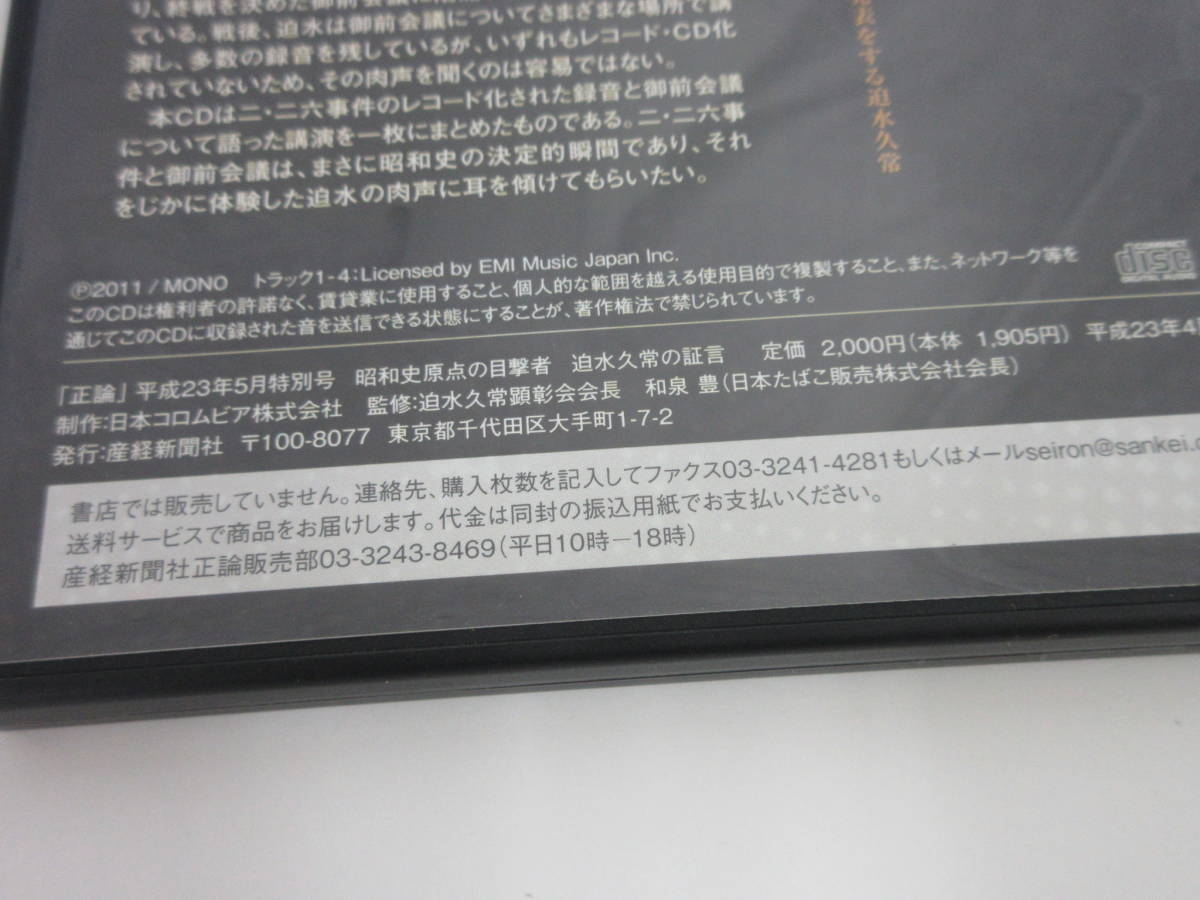 り、終戦を決めた御前会議に
ている。戦後、迫水は御前会議についてさまざまな場所で講
演し、多数の録音を残しているが、いずれもレコード・CD化
されていないため、その肉声を聞くのは容易ではない。
本CDは二・二六事件のレコード化された録音と御前会議
について語った講演を一枚にまとめたものである。二・二六事
件と御前会議は、まさに昭和史の決定的瞬間であり、それ
をじかに体験した迫水の肉声に耳を傾けてもらいたい。
表をする迫水久常
Ⓟ2011/MONO トラック1-4:Licensed by EMI Music Japan Inc.
このCDは権利者の許諾なく、賃貸業に使用すること、個人的な範囲を越える使用目的で複製すること、また、ネットワーク等を
通じてこのCDに収録された音を送信できる状態にすることが、著作権法で禁じられています。
COMPACT
disc
「正論」平成23年5月特別号 昭和史原点の目撃者 迫水久常の証言 定価 2,000円(本体 1,905円) 平成23年4
制作:日本コロムビア株式会社 監修:迫水久常顕彰会会長 和泉 豊(日本たばこ販売株式会社会長)
発行:産経新聞社 〒100-8077 東京都千代田区大手町1-7-2
書店では販売していません。連絡先、購入枚数を記入してファクス03-3241-4281もしくはメールseiron@sankei.c
送料サービスで商品をお届けします。代金は同封の振込用紙でお支払いください。
産経新聞社正論販売部03-3243-8469(平日10時－18時)